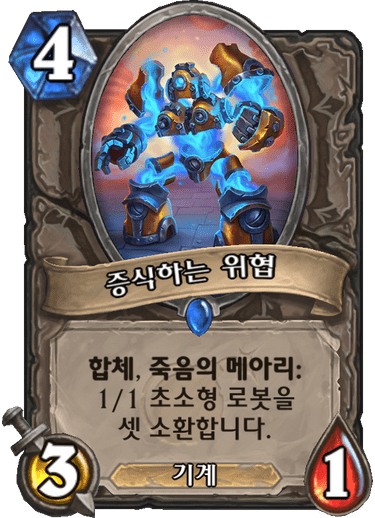 4
증식하는 위협
합체, 죽음의 메아리:
1/1 초소형 로봇을
셋 소환합니다.
3
기계
1